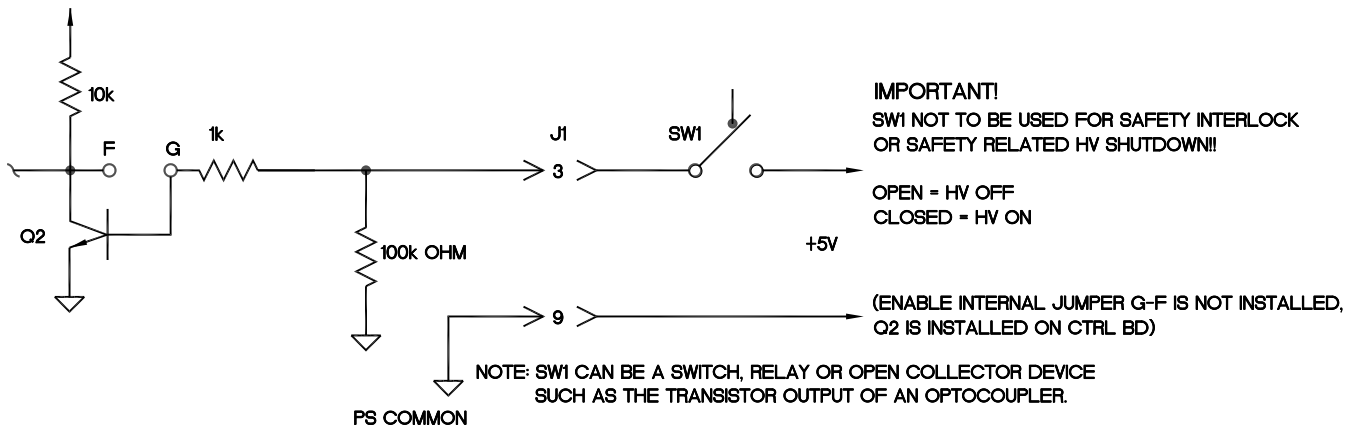 10k
F
G
1k
J1
SW1
3
Q2
100k OHM
+5V
IMPORTANT!
SW1 NOT TO BE USED FOR SAFETY INTERLOCK
OR SAFETY RELATED HV SHUTDOWN!!
OPEN = HV OFF
CLOSED = HV ON
9
(ENABLE INTERNAL JUMPER G-F IS NOT INSTALLED,
Q2 IS INSTALLED ON CTRL BD)
PS COMMON
NOTE: SW1 CAN BE A SWITCH, RELAY OR OPEN COLLECTOR DEVICE
SUCH AS THE TRANSISTOR OUTPUT OF AN OPTOCOUPLER.